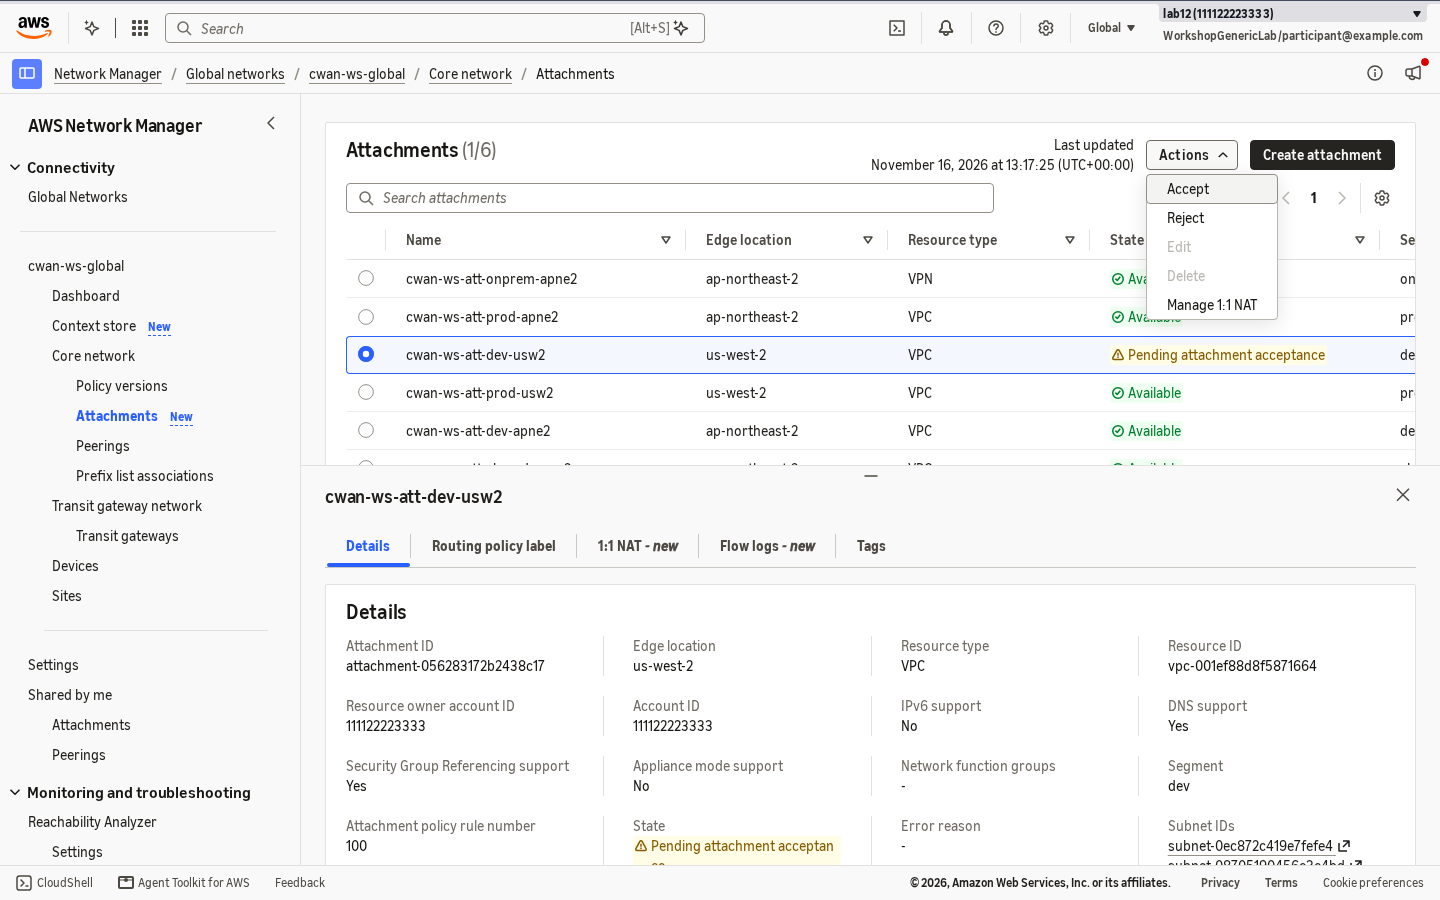 aws
Search
[Alt+S]
Global
lab12 (111122223333)
WorkshopGenericLab/participant@example.com
Network Manager / Global networks / cwan-ws-global / Core network / Attachments
AWS Network Manager
Connectivity
Global Networks
cwan-ws-global
Dashboard
Context store New
Core network
Policy versions
Attachments New
Peerings
Prefix list associations
Transit gateway network
Transit gateways
Devices
Sites
Settings
Shared by me
Attachments
Peerings
Monitoring and troubleshooting
Reachability Analyzer
Settings
Attachments (1/6)
Last updated
November 16, 2026 at 13:17:25 (UTC+00:00)
Actions
Create attachment
Accept
Reject
Edit
Delete
Manage 1:1 NAT
Search attachments
1
Name Edge location Resource type State Se
cwan-ws-att-onprem-apne2 ap-northeast-2 VPN Ava on
cwan-ws-att-prod-apne2 ap-northeast-2 VPC Available pr
cwan-ws-att-dev-usw2 us-west-2 VPC Pending attachment acceptance de
cwan-ws-att-prod-usw2 us-west-2 VPC Available pr
cwan-ws-att-dev-apne2 ap-northeast-2 VPC Available de
cwan-ws-att-dev-usw2
Details Routing policy label 1:1 NAT - new Flow logs - new Tags
Details
Attachment ID Edge location Resource type Resource ID
attachment-056283172b2438c17 us-west-2 VPC vpc-001ef88d8f5871664
Resource owner account ID Account ID IPv6 support DNS support
111122223333 111122223333 No Yes
Security Group Referencing support Appliance mode support Network function groups Segment
Yes No - dev
Attachment policy rule number State Error reason Subnet IDs
100 Pending attachment acceptan - subnet-0ec872c419e7fefe4
CloudShell Agent Toolkit for AWS Feedback
© 2026, Amazon Web Services, Inc. or its affiliates. Privacy Terms Cookie preferences